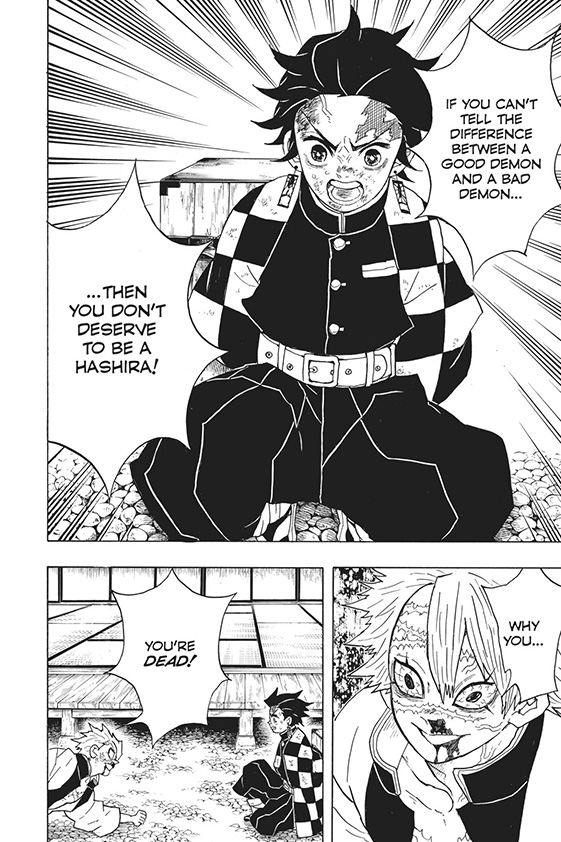 IF YOU CAN'T
TELL THE
DIFFERENCE
BETWEEN A
GOOD DEMON
AND A BAD
DEMON...
...THEN
YOU DON'T
DESERVE
TO BE A
HASHIRA!
WHY
YOU...
YOU'RE
DEAD!